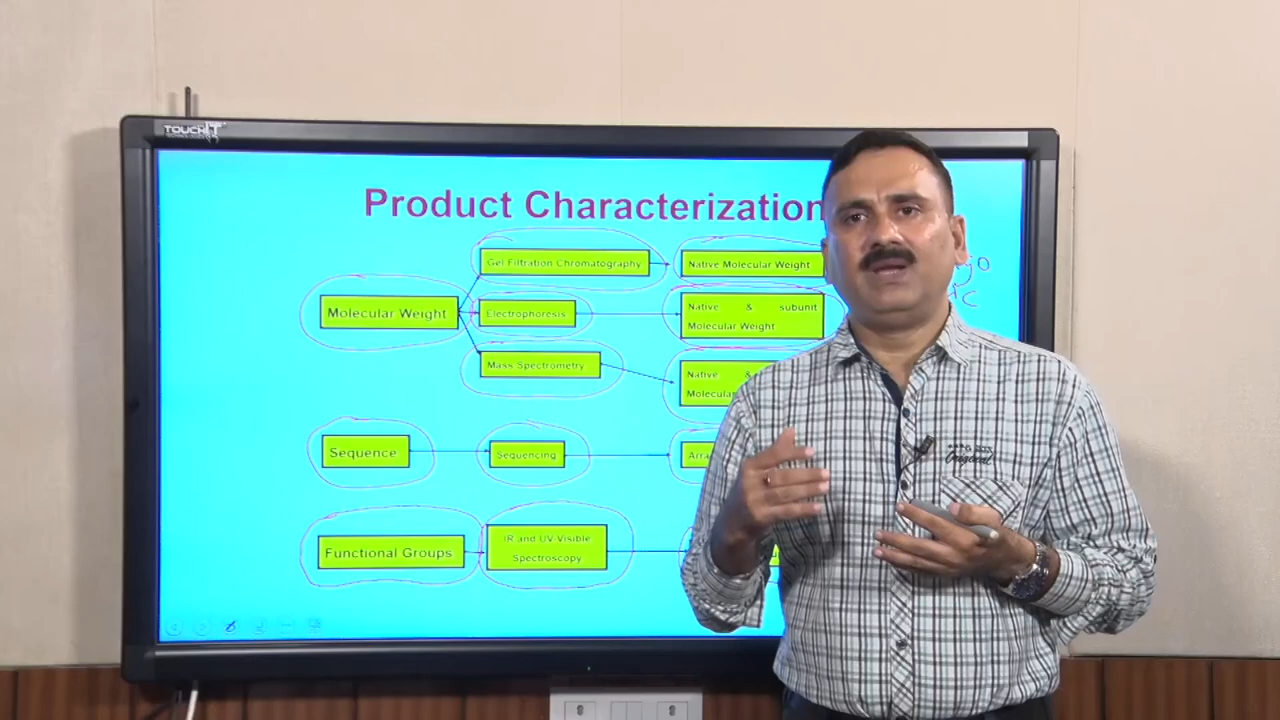 TOUCHIT
Product Characterization
Gel Filtration Chromatography
Native Molecular Weight
Molecular Weight
Electrophoresis
Native & subunit
Molecular Weight
Mass Spectrometry
Native &
Sequence
Sequencing
Functional Groups
IR and UV-Visible
Spectroscopy
Original